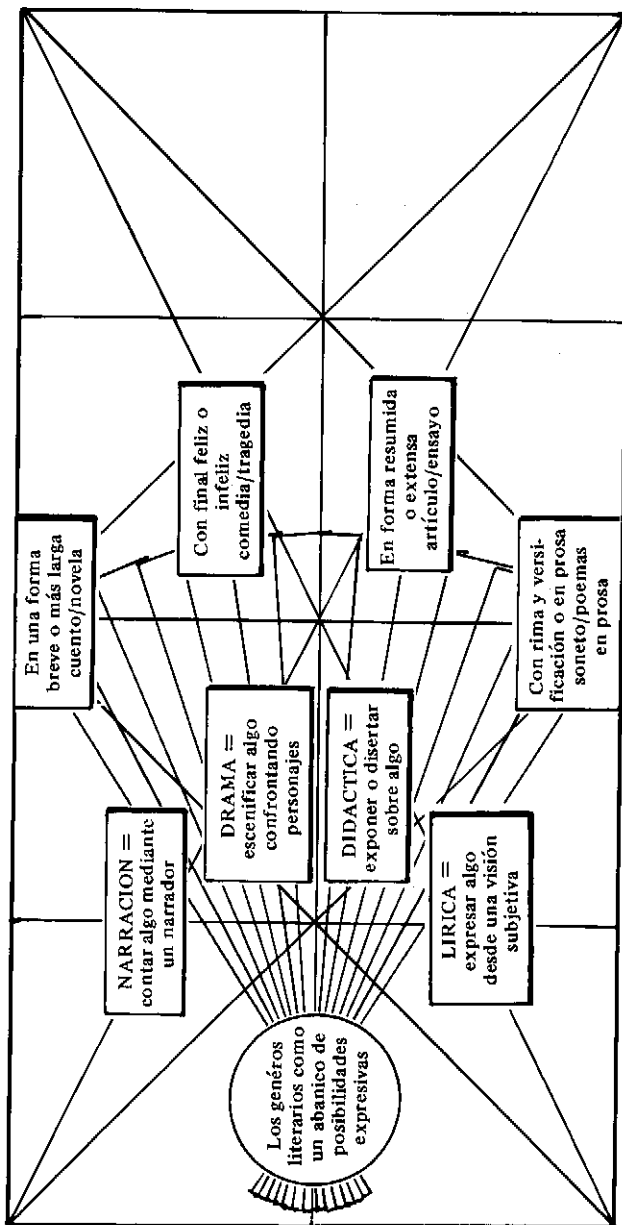 Los genéros
literarios como
un abanico de
posibilidades
expresivas
NARRACION =
contar algo mediante
un narrador
En una forma
breve o más larga
cuento/novela
DRAMA =
escenificar algo
confrontando
personajes
Con final feliz o
infeliz
comedia/tragedia
DIDACTICA =
exponer o disertar
sobre algo
En forma resumida
o extensa
artículo/ensayo
LIRICA =
expresar algo
desde una visión
subjetiva
Con rima y versi-
ficación o en prosa
soneto/poemas
en prosa